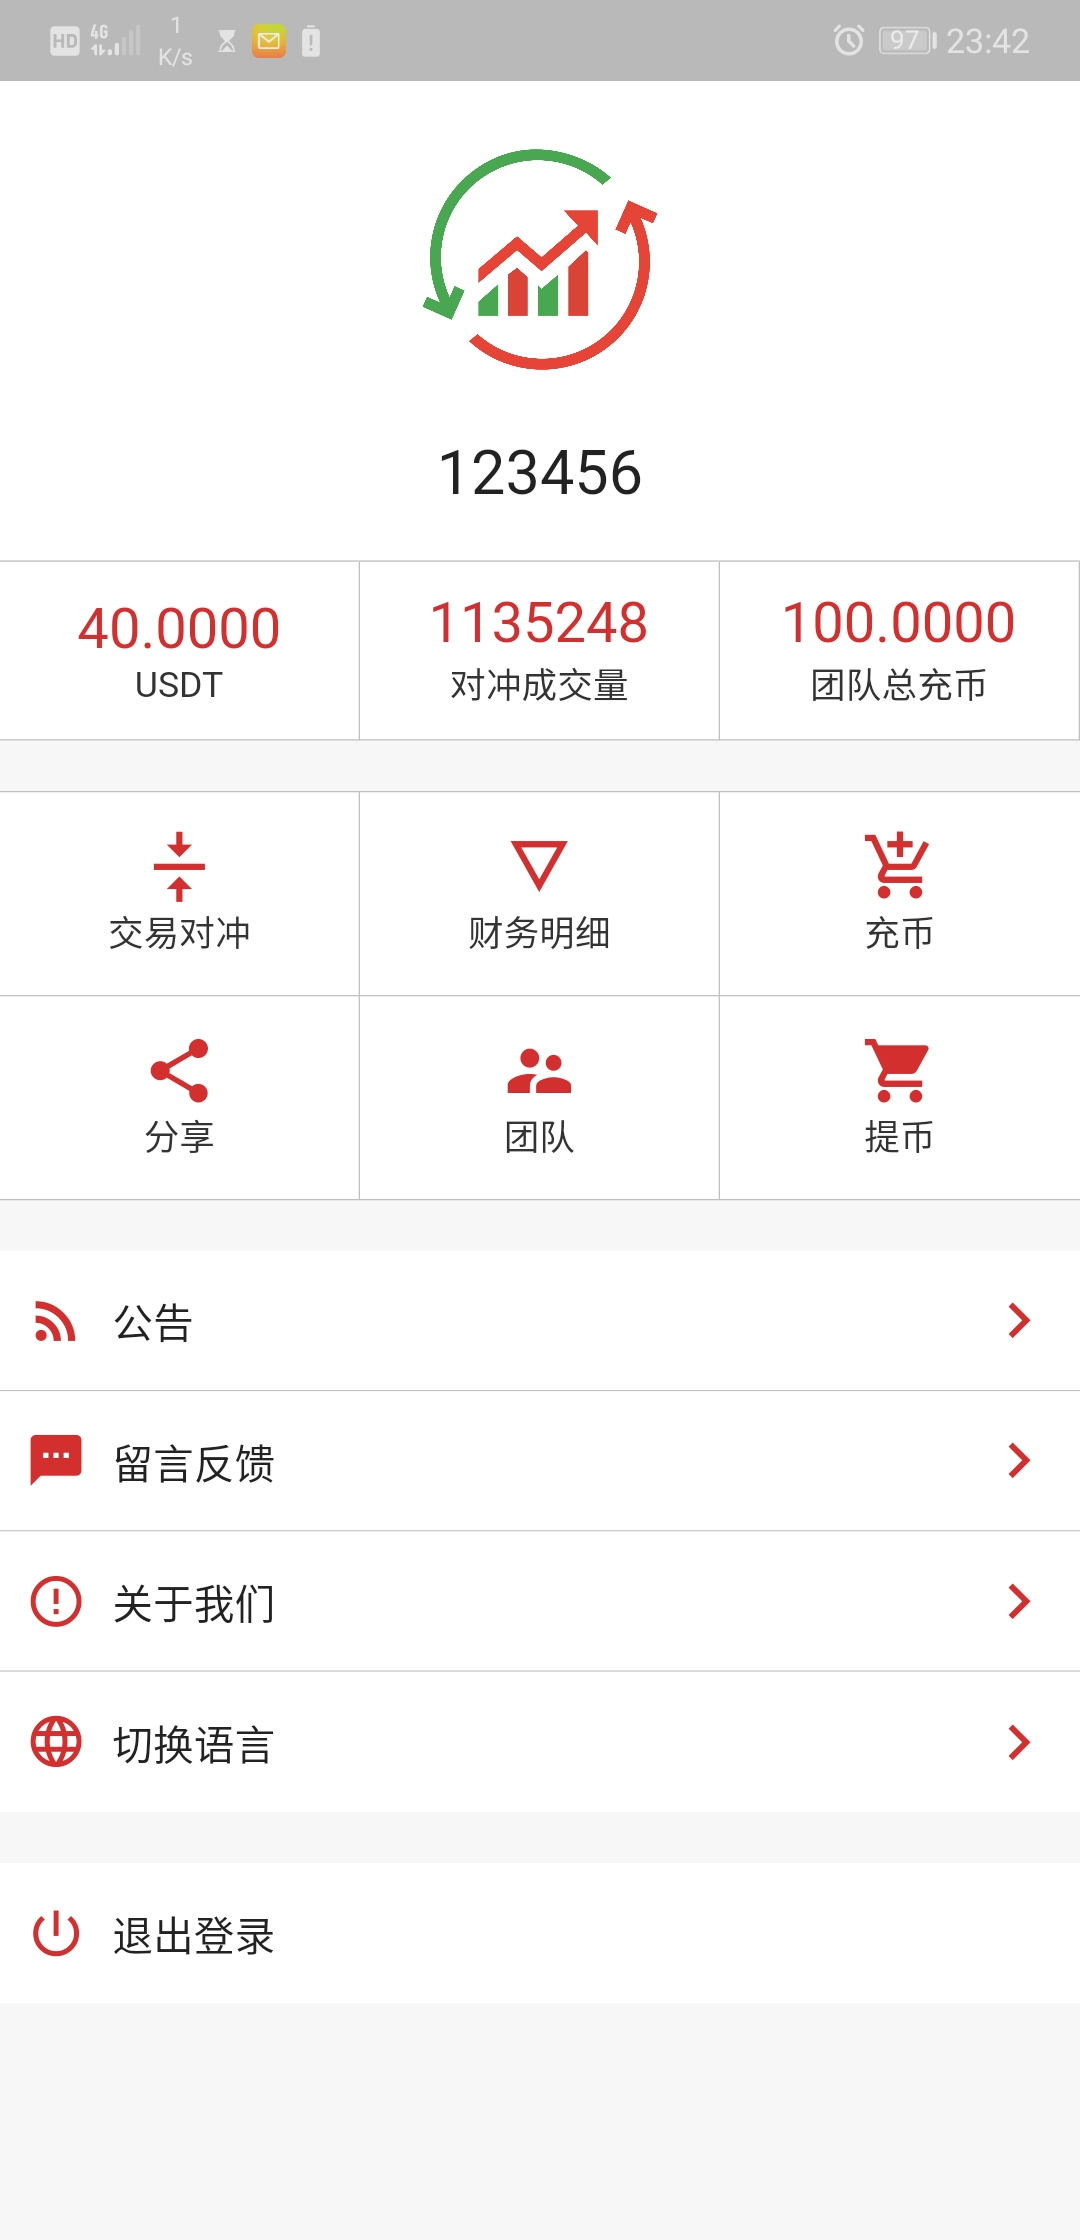 HD 4G 1 K/s 97 23:42
123456
40.0000 1135248 100.0000
USDT 对冲成交量 团队总充币
交易对冲 财务明细 充币
分享 团队 提币
公告
留言反馈
关于我们
切换语言
退出登录